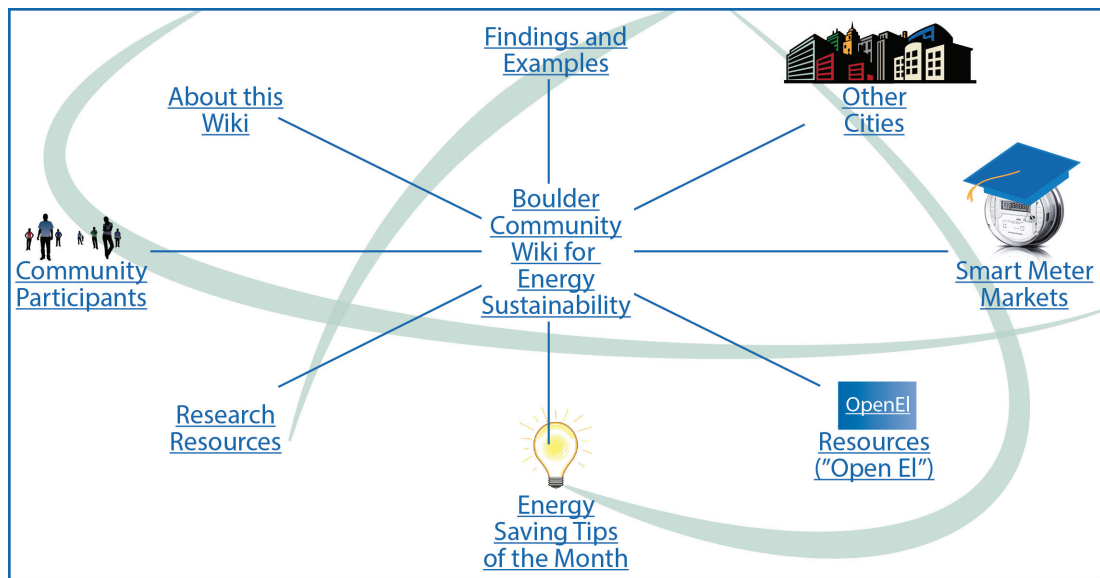 Findings and
Examples
About this
Wiki
Other
Cities
Boulder
Community
Wiki for
Energy
Sustainability
Community
Participants
Smart Meter
Markets
Research
Resources
OpenEl
Resources
("Open El")
Energy
Saving Tips
of the Month